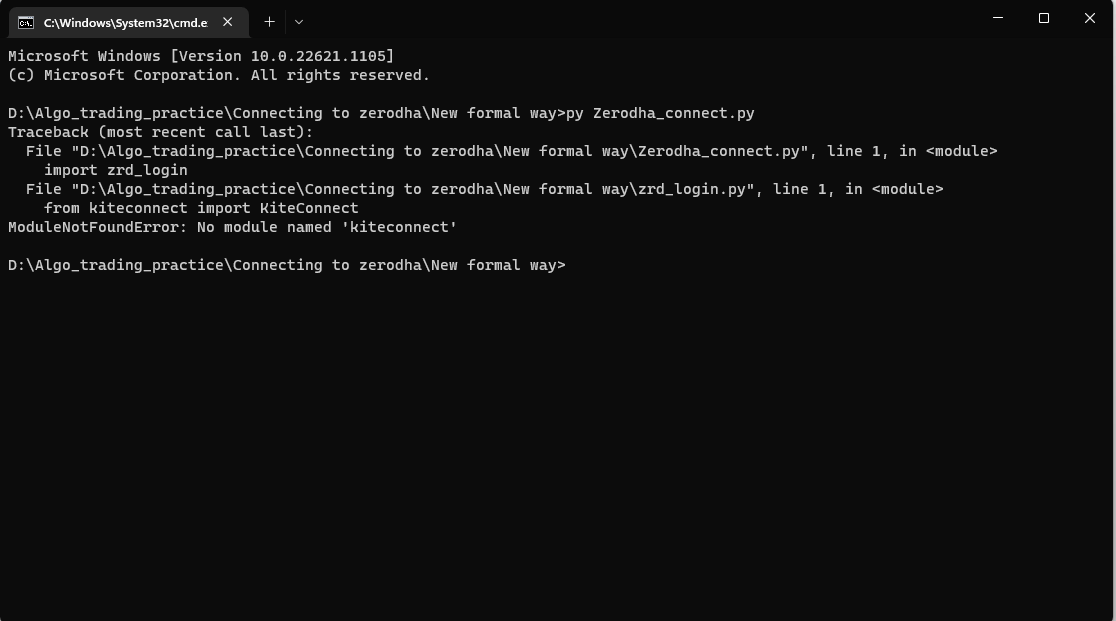 C:\Windows\System32\cmd.e
Microsoft Windows [Version 10.0.22621.1105]
(c) Microsoft Corporation. All rights reserved.
D:\Algo_trading_practice\Connecting to zerodha\New formal way>py Zerodha_connect.py
Traceback (most recent call last):
  File "D:\Algo_trading_practice\Connecting to zerodha\New formal way\Zerodha_connect.py", line 1, in <module>
    import zrd_login
  File "D:\Algo_trading_practice\Connecting to zerodha\New formal way\zrd_login.py", line 1, in <module>
    from kiteconnect import KiteConnect
ModuleNotFoundError: No module named 'kiteconnect'
D:\Algo_trading_practice\Connecting to zerodha\New formal way>